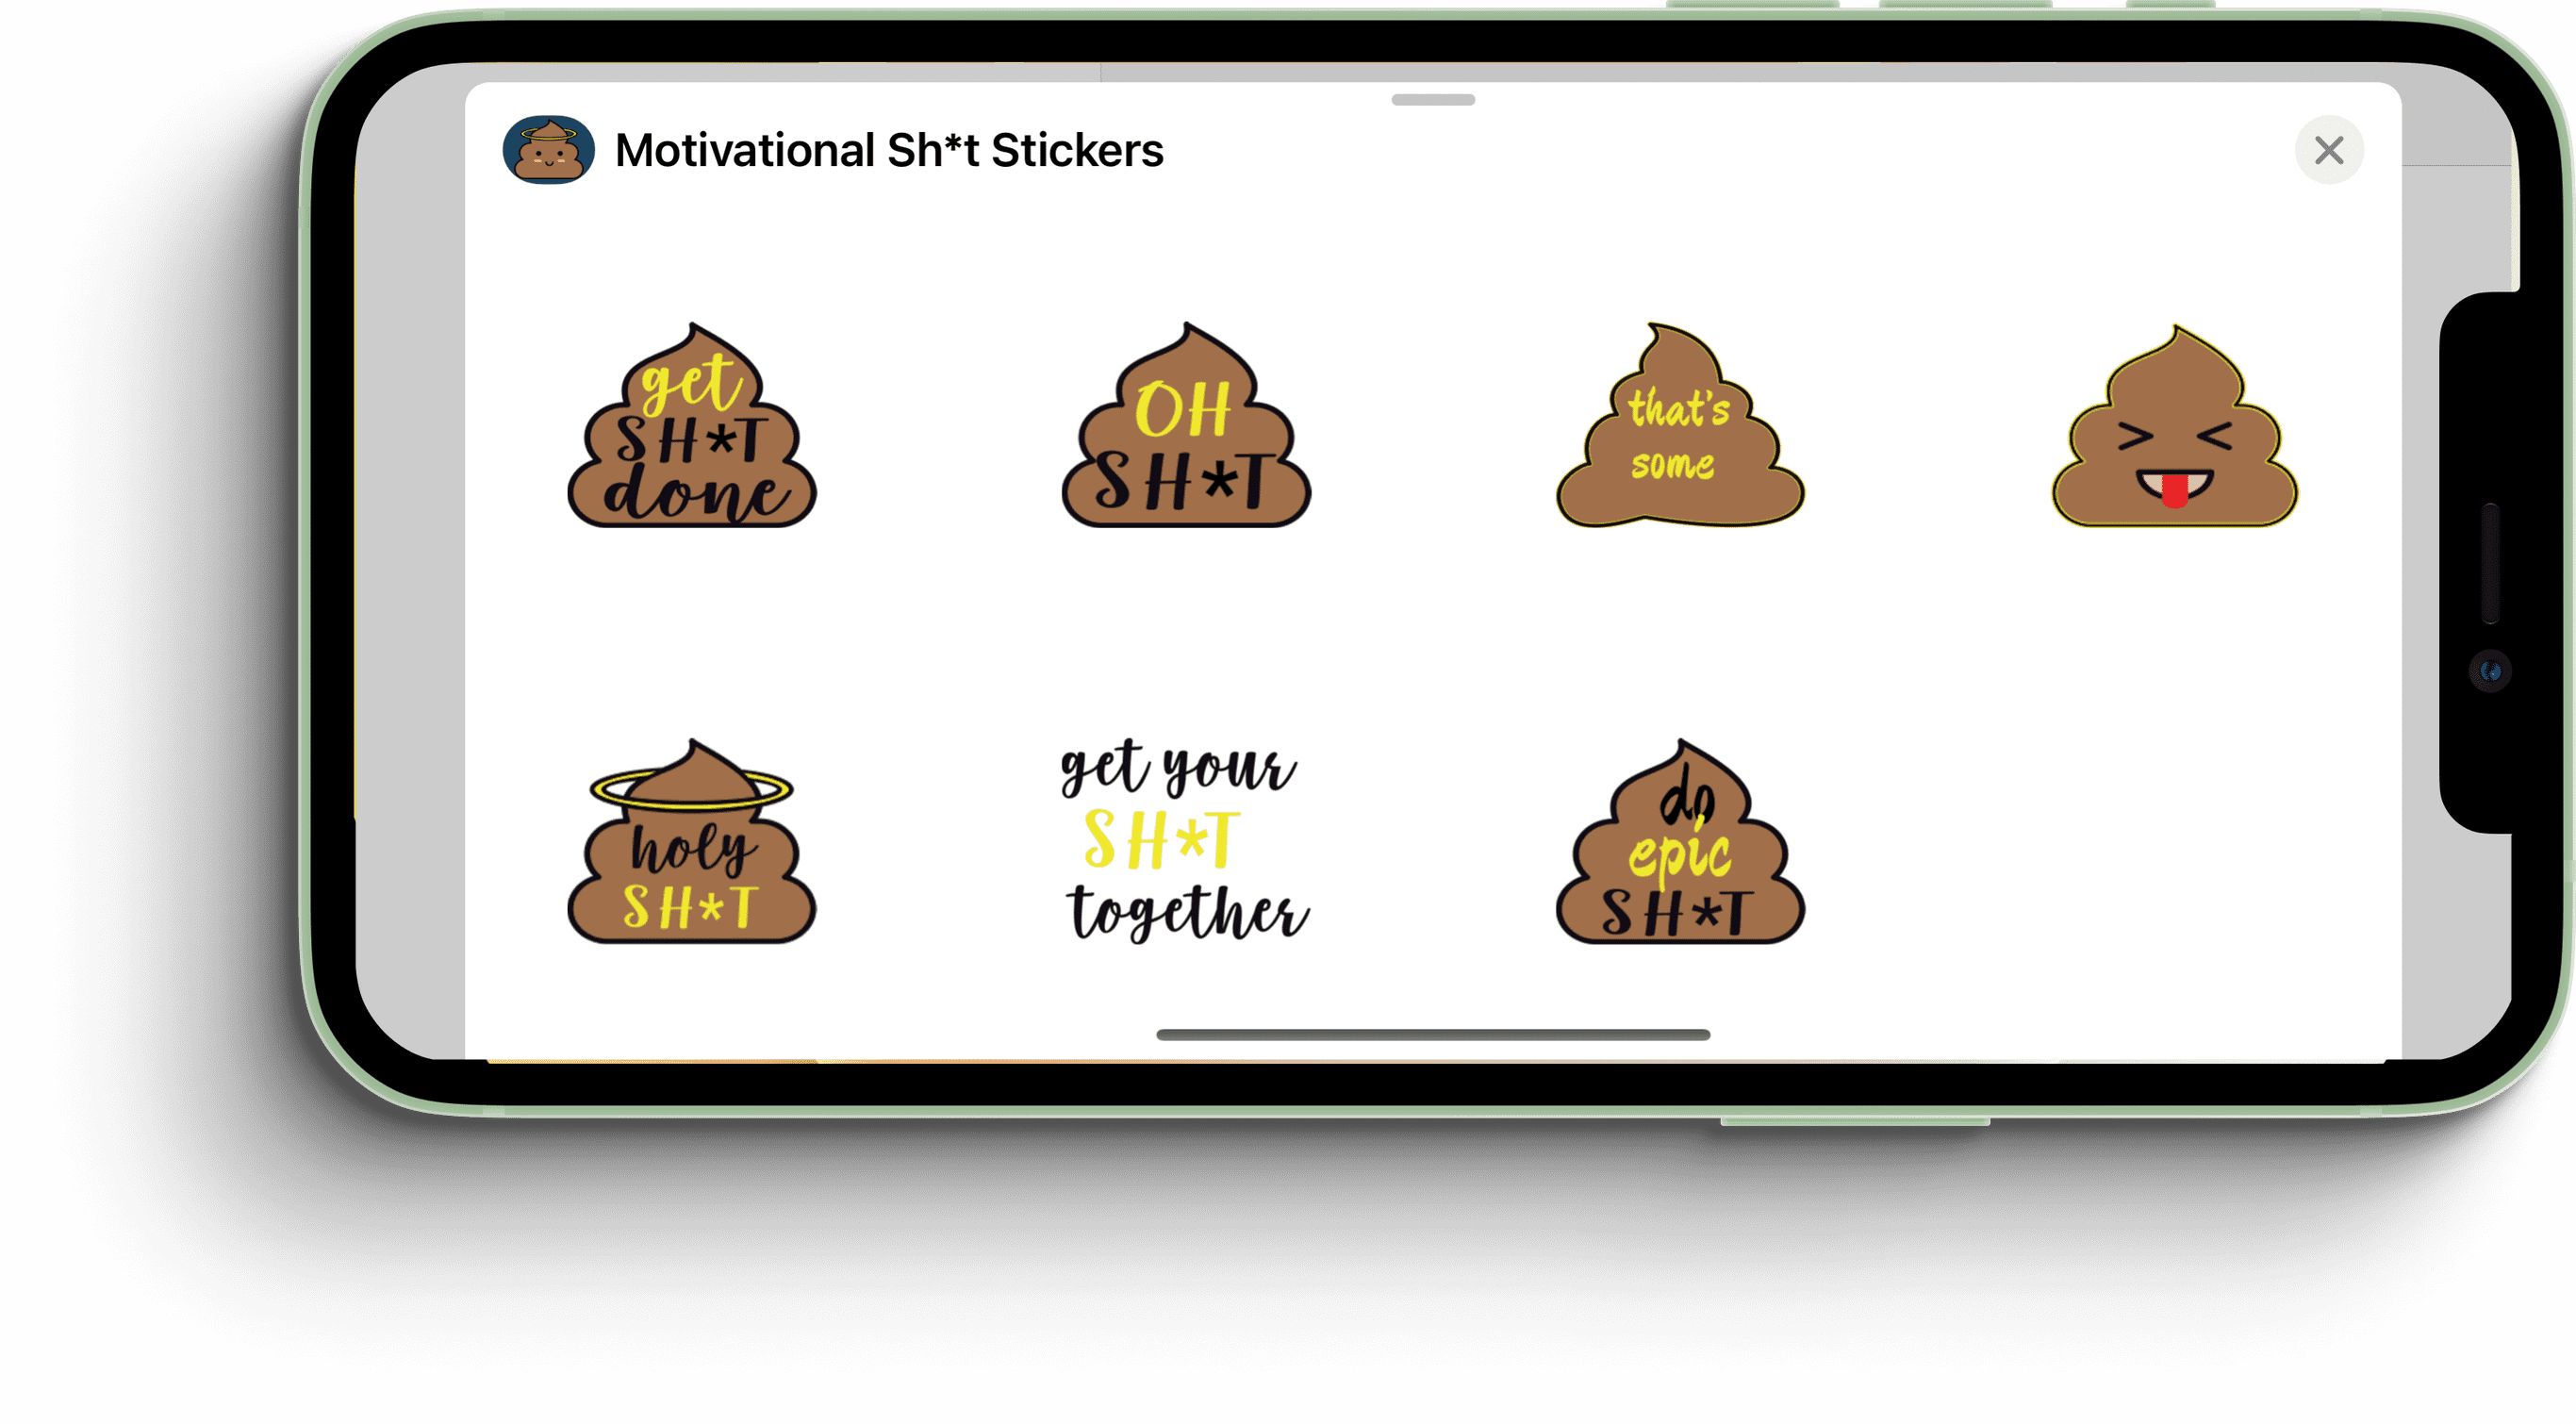 Motivational Sh*t Stickers
get
SH*T
done
OH
SH*T
that's
some
holy
SH*T
get your
SH*T
together
do
epic
SH*T